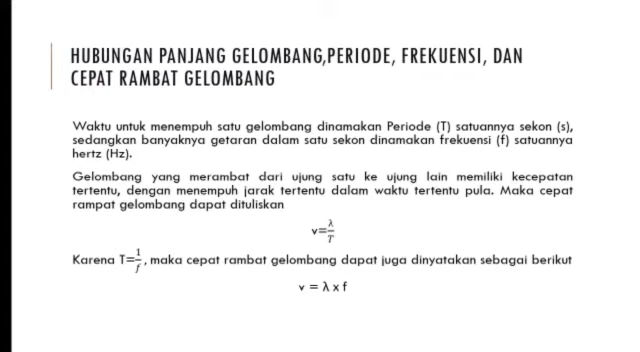 HUBUNGAN PANJANG GELOMBANG,PERIODE, FREKUENSI, DAN
CEPAT RAMBAT GELOMBANG
Waktu untuk menempuh satu gelombang dinamakan Periode (T) satuannya sekon (s),
sedangkan banyaknya getaran dalam satu sekon dinamakan frekuensi (f) satuannya
hertz (Hz).
Gelombang yang merambat dari ujung satu ke ujung lain memiliki kecepatan
tertentu, dengan menempuh jarak tertentu dalam waktu tertentu pula. Maka cepat
rampat gelombang dapat dituliskan
v=λ/T
Karena T=1/f, maka cepat rambat gelombang dapat juga dinyatakan sebagai berikut
v = λ x f